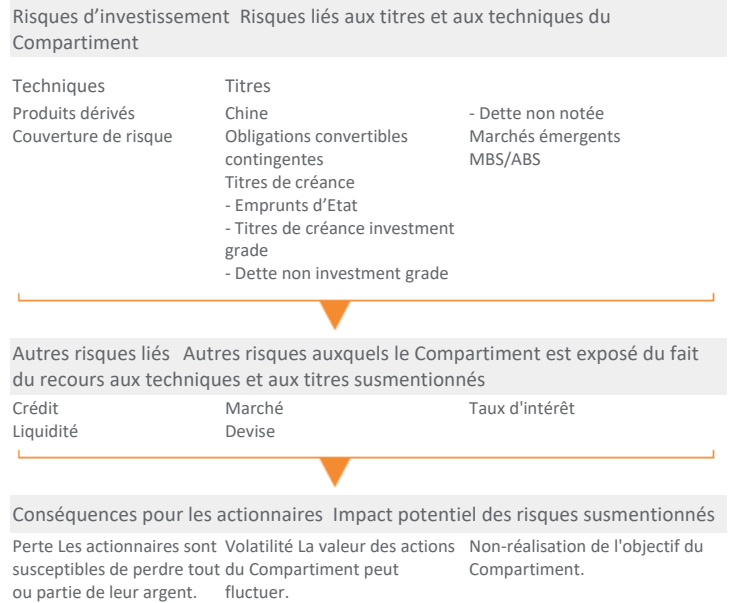 Risques d’investissement Risques liés aux titres et aux techniques du
Compartiment
Techniques
Produits dérivés
Couverture de risque
Titres
Chine
Obligations convertibles
contingentes
Titres de créance
- Emprunts d’Etat
- Titres de créance investment
grade
- Dette non investment grade
- Dette non notée
Marchés émergents
MBS/ABS
Autres risques liés Autres risques auxquels le Compartiment est exposé du fait
du recours aux techniques et aux titres susmentionnés
Crédit
Liquidité
Marché
Devise
Taux d'intérêt
Conséquences pour les actionnaires Impact potentiel des risques susmentionnés
Perte Les actionnaires sont
susceptibles de perdre tout
ou partie de leur argent.
Volatilité La valeur des actions
du Compartiment peut
fluctuer.
Non-réalisation de l'objectif du
Compartiment.